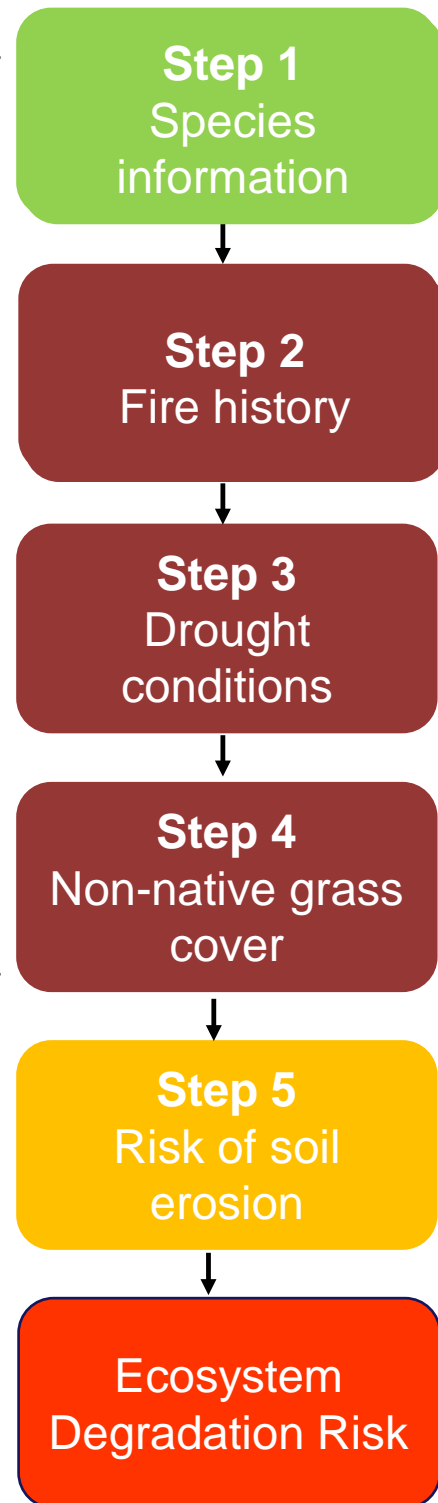 Step 1
Species
information
Step 2
Fire history
Step 3
Drought
conditions
Step 4
Non-native grass
cover
Step 5
Risk of soil
erosion
Ecosystem
Degradation Risk